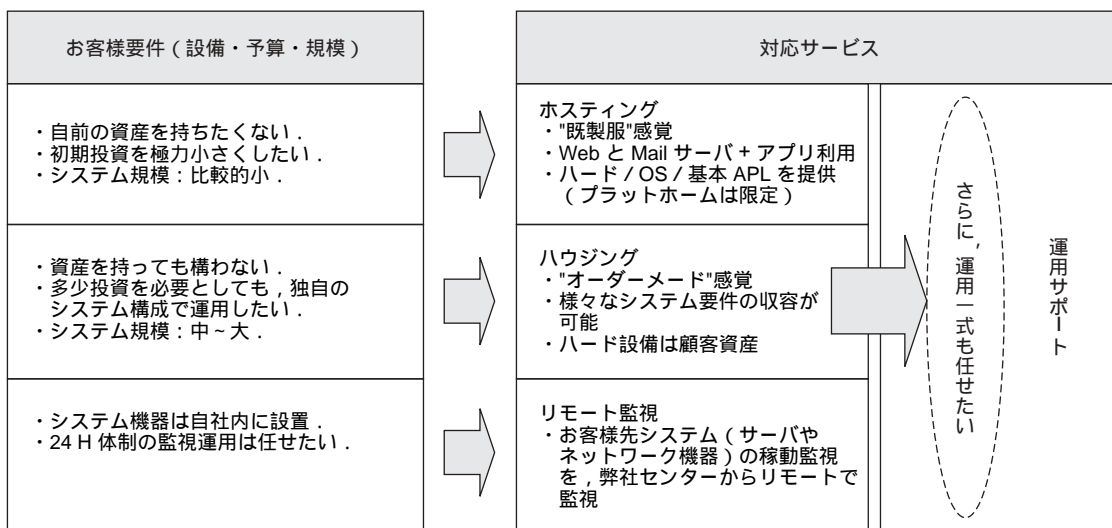 お客様要件（設備・予算・規模）
対応サービス
・自前の資産を持ちたくない．
・初期投資を極力小さくしたい．
・システム規模：比較的小．
ホスティング
・"既製服"感覚
・Web と Mail サーバ + アプリ利用
・ハード / OS / 基本 APL を提供
（プラットホームは限定）
・資産を持っても構わない．
・多少投資を必要としても，独自の
システム構成で運用したい．
・システム規模：中～大．
ハウジング
・"オーダーメード"感覚
・様々なシステム要件の収容が
可能
・ハード設備は顧客資産
・システム機器は自社内に設置．
・24 H 体制の監視運用は任せたい．
リモート監視
・お客様先システム（サーバや
ネットワーク機器）の稼動監視
を，弊社センターからリモートで
監視
さらに，運用一式も任せたい
運用サポート